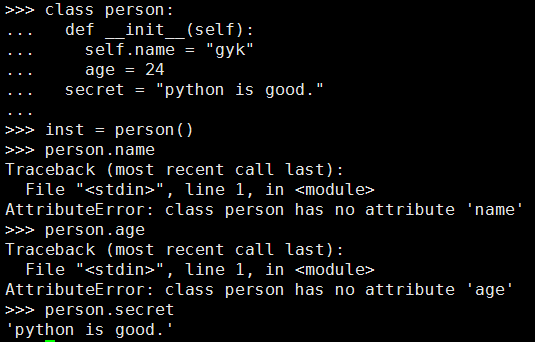 >>> class person:
...   def __init__(self):
...     self.name = "gyk"
...     age = 24
...   secret = "python is good."
...
>>> inst = person()
>>> person.name
Traceback (most recent call last):
  File "<stdin>", line 1, in <module>
AttributeError: class person has no attribute 'name'
>>> person.age
Traceback (most recent call last):
  File "<stdin>", line 1, in <module>
AttributeError: class person has no attribute 'age'
>>> person.secret
'python is good.'